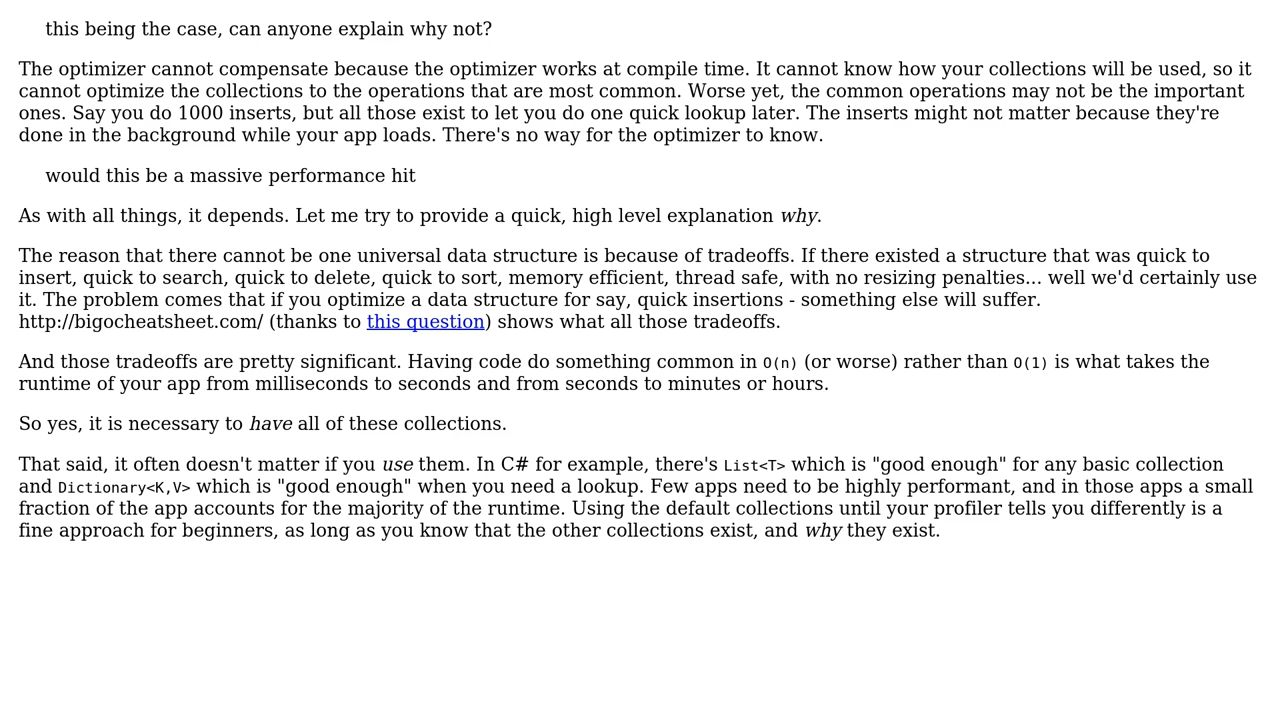 this being the case, can anyone explain why not?
The optimizer cannot compensate because the optimizer works at compile time. It cannot know how your collections will be used, so it
cannot optimize the collections to the operations that are most common. Worse yet, the common operations may not be the important
ones. Say you do 1000 inserts, but all those exist to let you do one quick lookup later. The inserts might not matter because they're
done in the background while your app loads. There's no way for the optimizer to know.
would this be a massive performance hit
As with all things, it depends. Let me try to provide a quick, high level explanation why.
The reason that there cannot be one universal data structure is because of tradeoffs. If there existed a structure that was quick to
insert, quick to search, quick to delete, quick to sort, memory efficient, thread safe, with no resizing penalties... well we'd certainly use
it. The problem comes that if you optimize a data structure for say, quick insertions - something else will suffer.
http://bigocheatsheet.com/ (thanks to this question) shows what all those tradeoffs.
And those tradeoffs are pretty significant. Having code do something common in O(n) (or worse) rather than O(1) is what takes the
runtime of your app from milliseconds to seconds and from seconds to minutes or hours.
So yes, it is necessary to have all of these collections.
That said, it often doesn't matter if you use them. In C# for example, there's List<T> which is "good enough" for any basic collection
and Dictionary<K,V> which is "good enough" when you need a lookup. Few apps need to be highly performant, and in those apps a small
fraction of the app accounts for the majority of the runtime. Using the default collections until your profiler tells you differently is a
fine approach for beginners, as long as you know that the other collections exist, and why they exist.